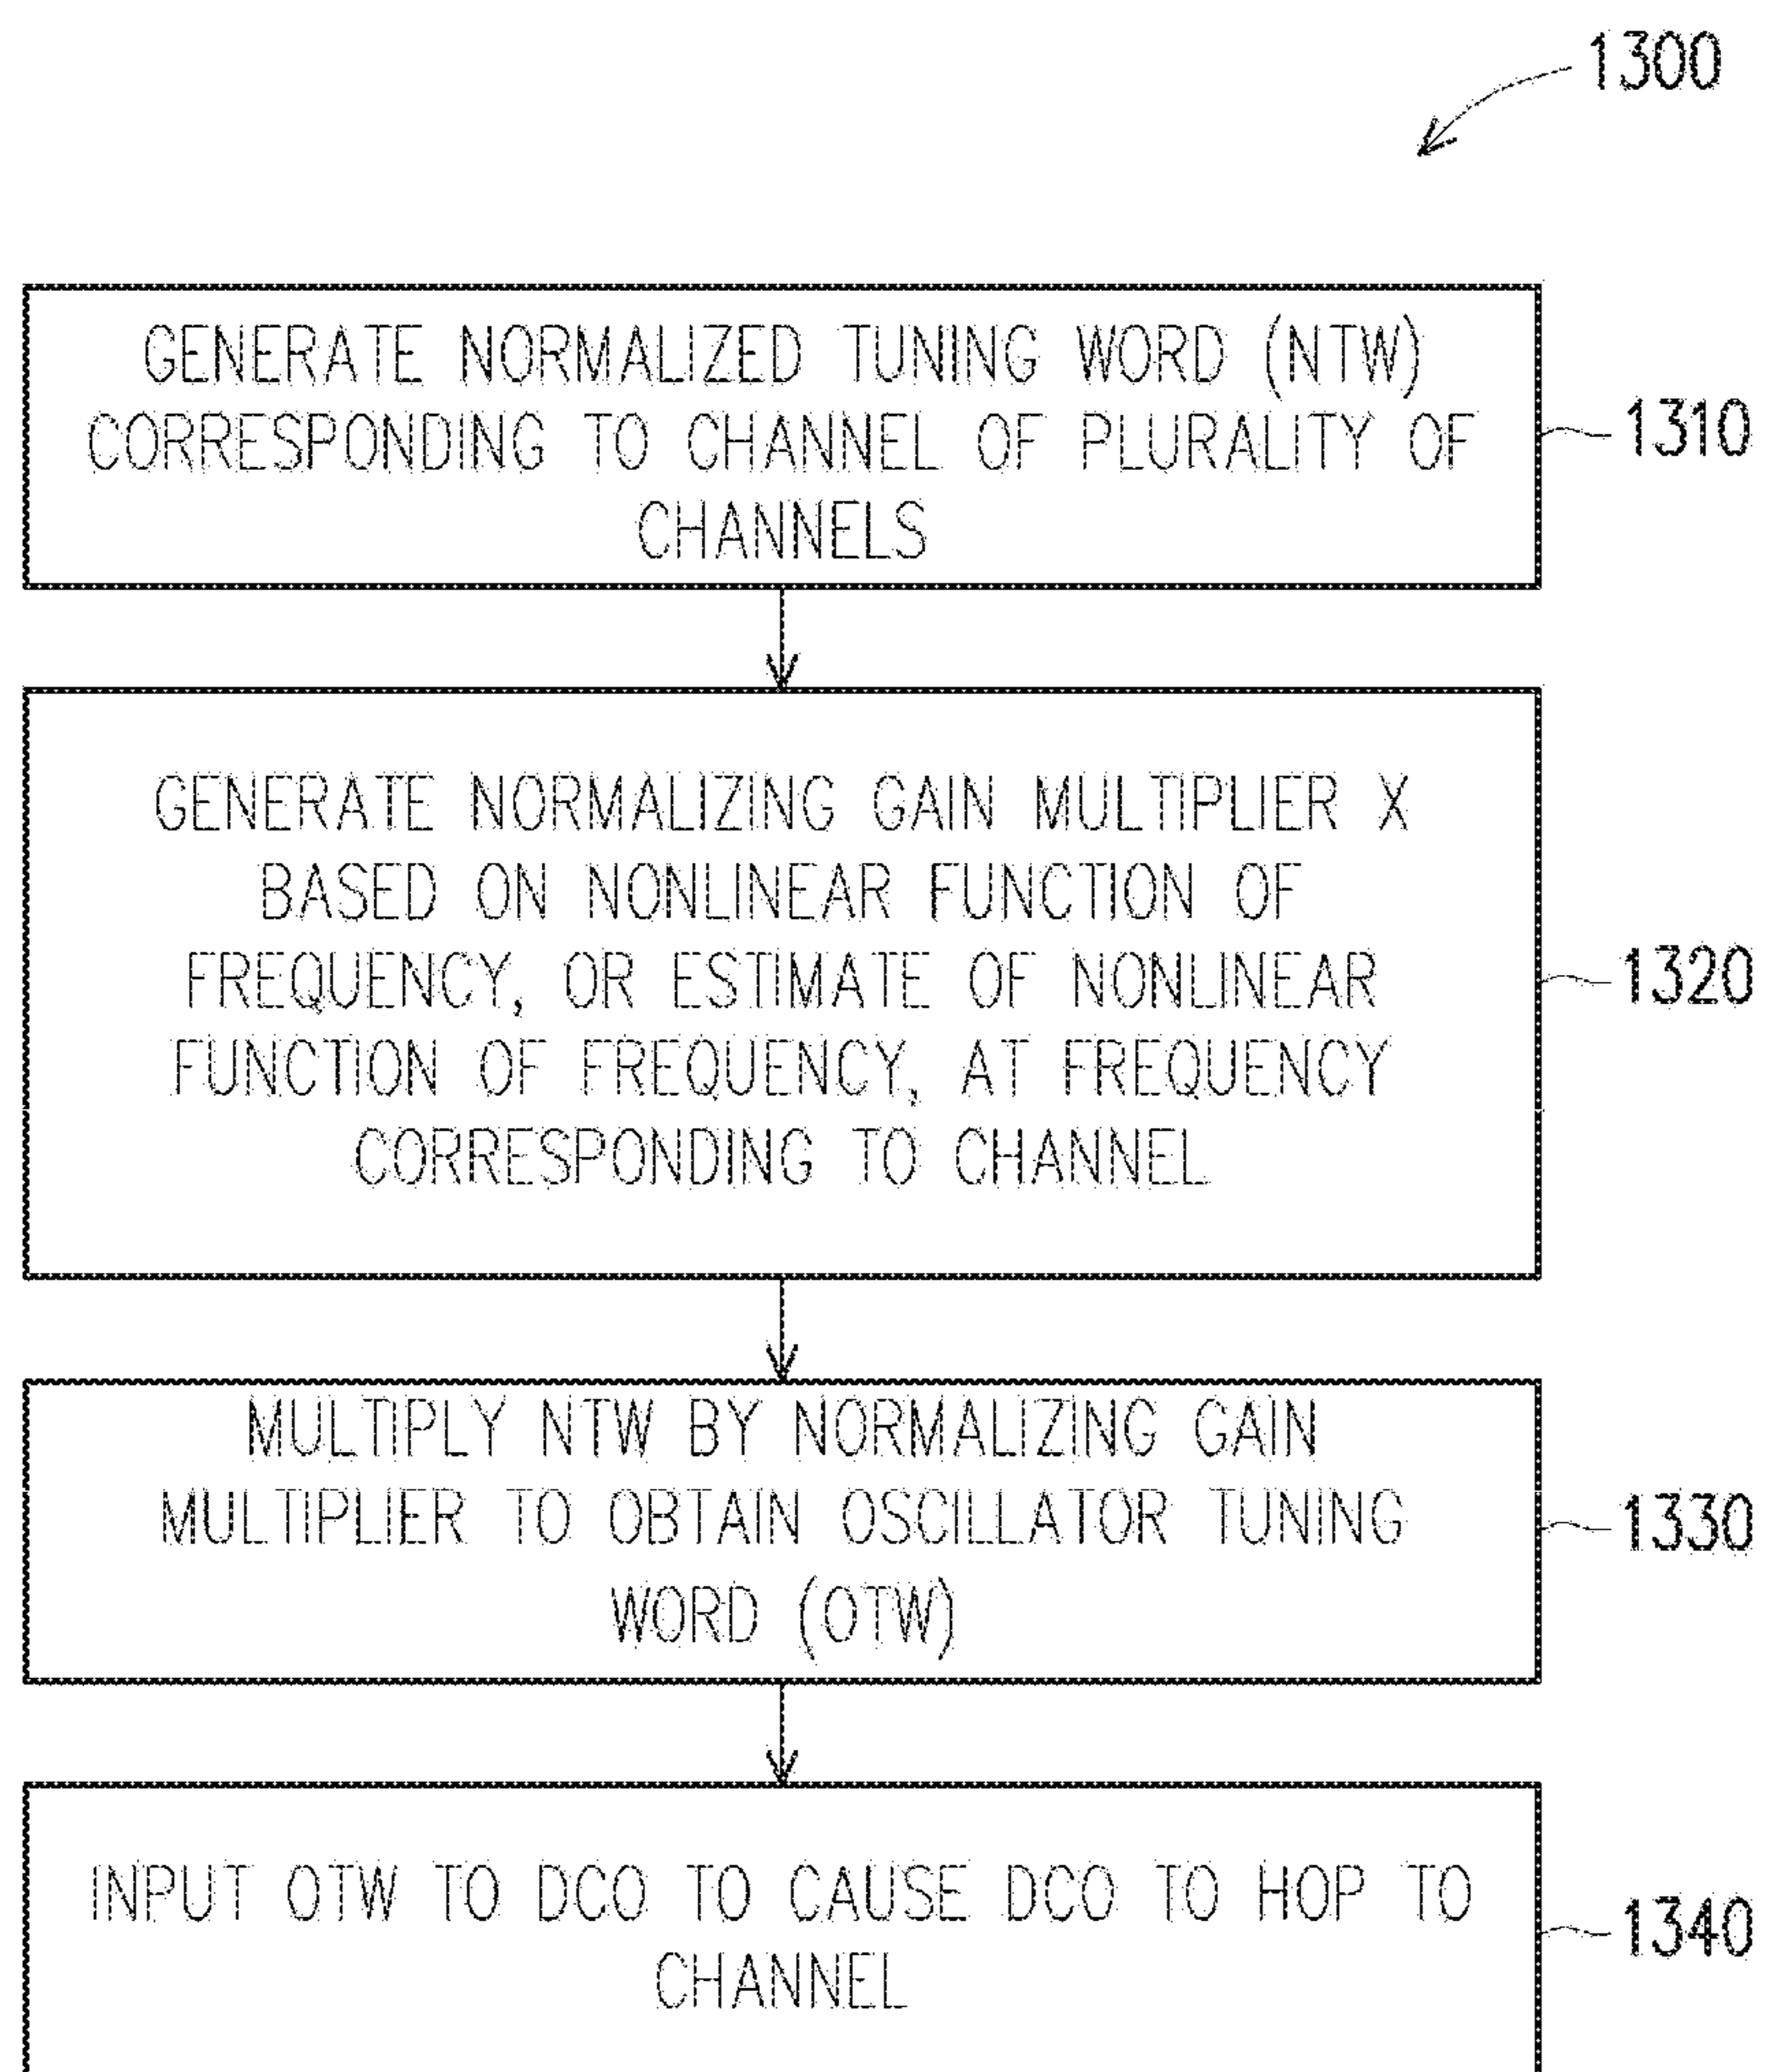 1300
GENERATE NORMALIZED TUNING WORD (NTW)
CORRESPONDING TO CHANNEL OF PLURALITY OF
CHANNELS
1310
GENERATE NORMALIZING GAIN MULTIPLIER X
BASED ON NONLINEAR FUNCTION OF
FREQUENCY, OR ESTIMATE OF NONLINEAR
FUNCTION OF FREQUENCY, AT FREQUENCY
CORRESPONDING TO CHANNEL
1320
MULTIPLY NTW BY NORMALIZING GAIN
MULTIPLIER TO OBTAIN OSCILLATOR TUNING
WORD (OTW)
1330
INPUT OTW TO DCO TO CAUSE DCO TO HOP TO
CHANNEL
1340